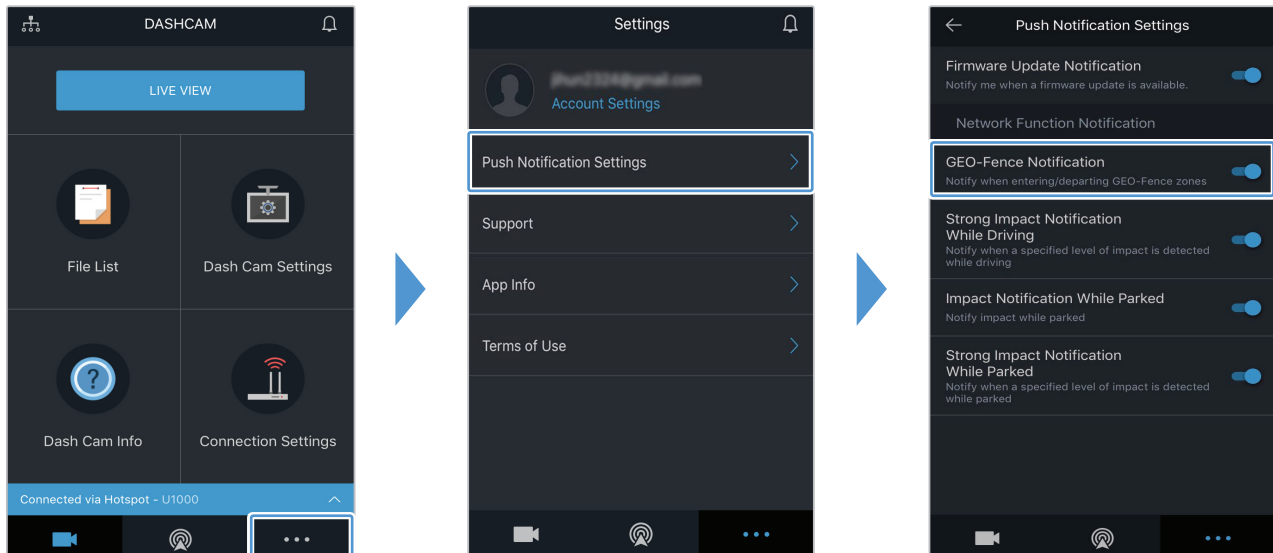 DASHCAM
LIVE VIEW
File List
Dash Cam Settings
Dash Cam Info
Connection Settings
Connected via Hotspot - U1000
Settings
Account Settings
Push Notification Settings
Support
App Info
Terms of Use
Push Notification Settings
Firmware Update Notification
Notify me when a firmware update is available.
Network Function Notification
GEO-Fence Notification
Notify when entering/departing GEO-Fence zones
Strong Impact Notification
While Driving
Notify when a specified level of impact is detected
while driving
Impact Notification While Parked
Notify impact while parked
Strong Impact Notification
While Parked
Notify when a specified level of impact is detected
while parked